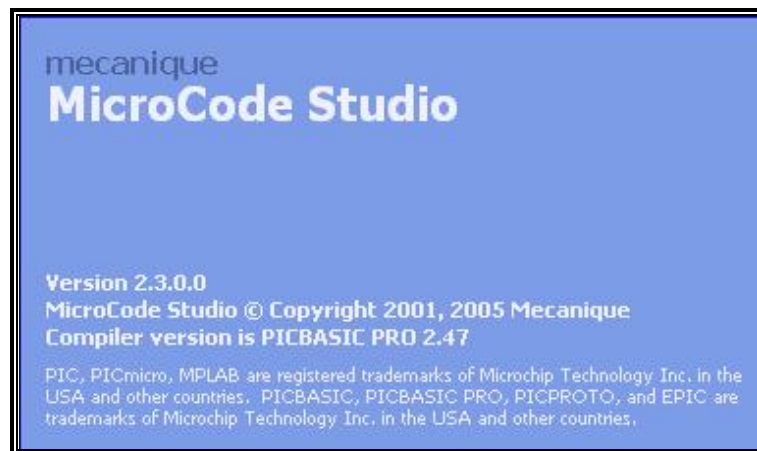 mecanique
MicroCode Studio
Version 2.3.0.0
MicroCode Studio © Copyright 2001, 2005 Mecanique
Compiler version is PICBASIC PRO 2.47
PIC, PICmicro, MPLAB are registered trademarks of Microchip Technology Inc. in the
USA and other countries. PICBASIC, PICBASIC PRO, PICPROTO, and EPIC are
trademarks of Microchip Technology Inc. in the USA and other countries.